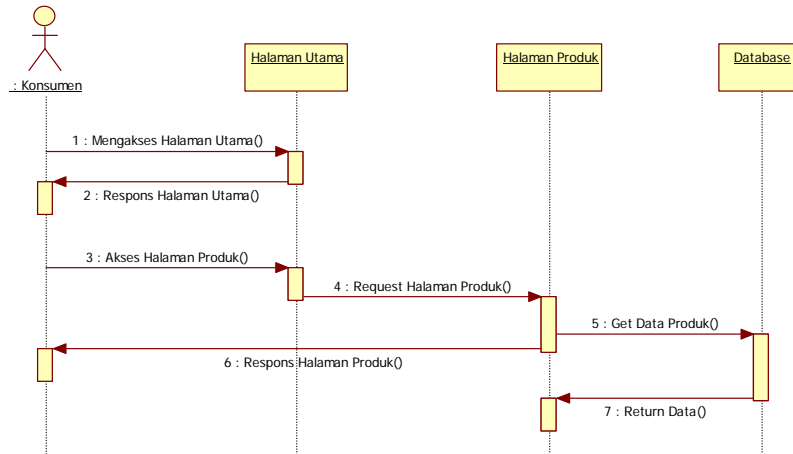 Halaman Utama
Halaman Produk
Database
: Konsumen
1 : Mengakses Halaman Utama()
2 : Respons Halaman Utama()
3 : Akses Halaman Produk()
4 : Request Halaman Produk()
5 : Get Data Produk()
6 : Respons Halaman Produk()
7 : Return Data()